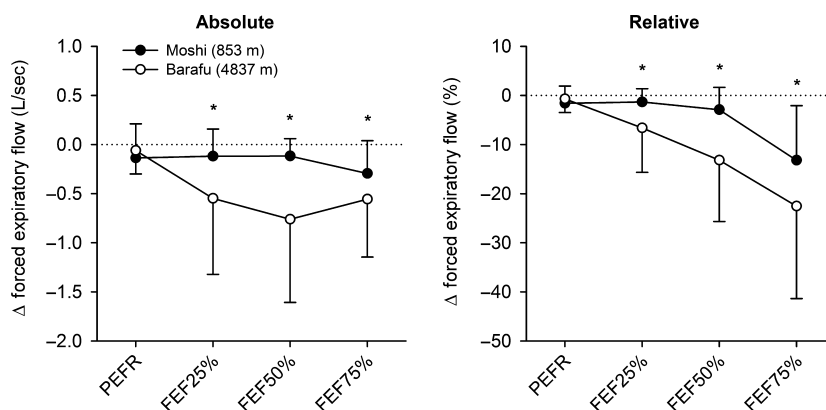 Absolute
Δ forced expiratory flow (L/sec)
1.0
0.5
0.0
–0.5
–1.0
–1.5
–2.0
Moshi (853 m)
Barafu (4837 m)
* * *
PEFR FEF25% FEF50% FEF75%
Relative
Δ forced expiratory flow (%)
10
0
–10
–20
–30
–40
–50
* * *
PEFR FEF25% FEF50% FEF75%